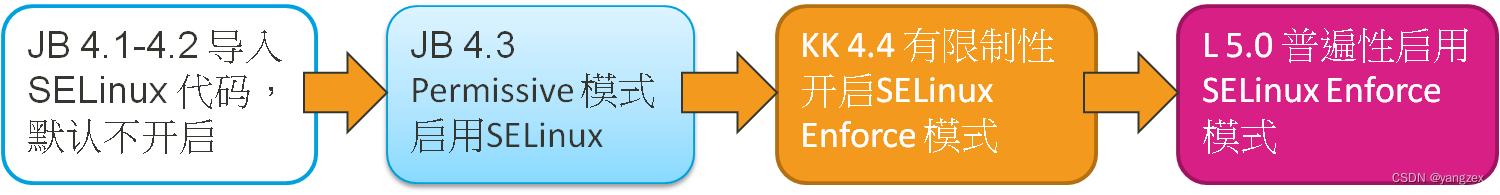 JB 4.1-4.2 导入
SELinux 代码，
默认不开启
JB 4.3
Permissive 模式
启用SELinux
KK 4.4 有限制性
开启SELinux
Enforce 模式
L 5.0 普遍性启用
SELinux Enforce
模式
CSDN @yangzex